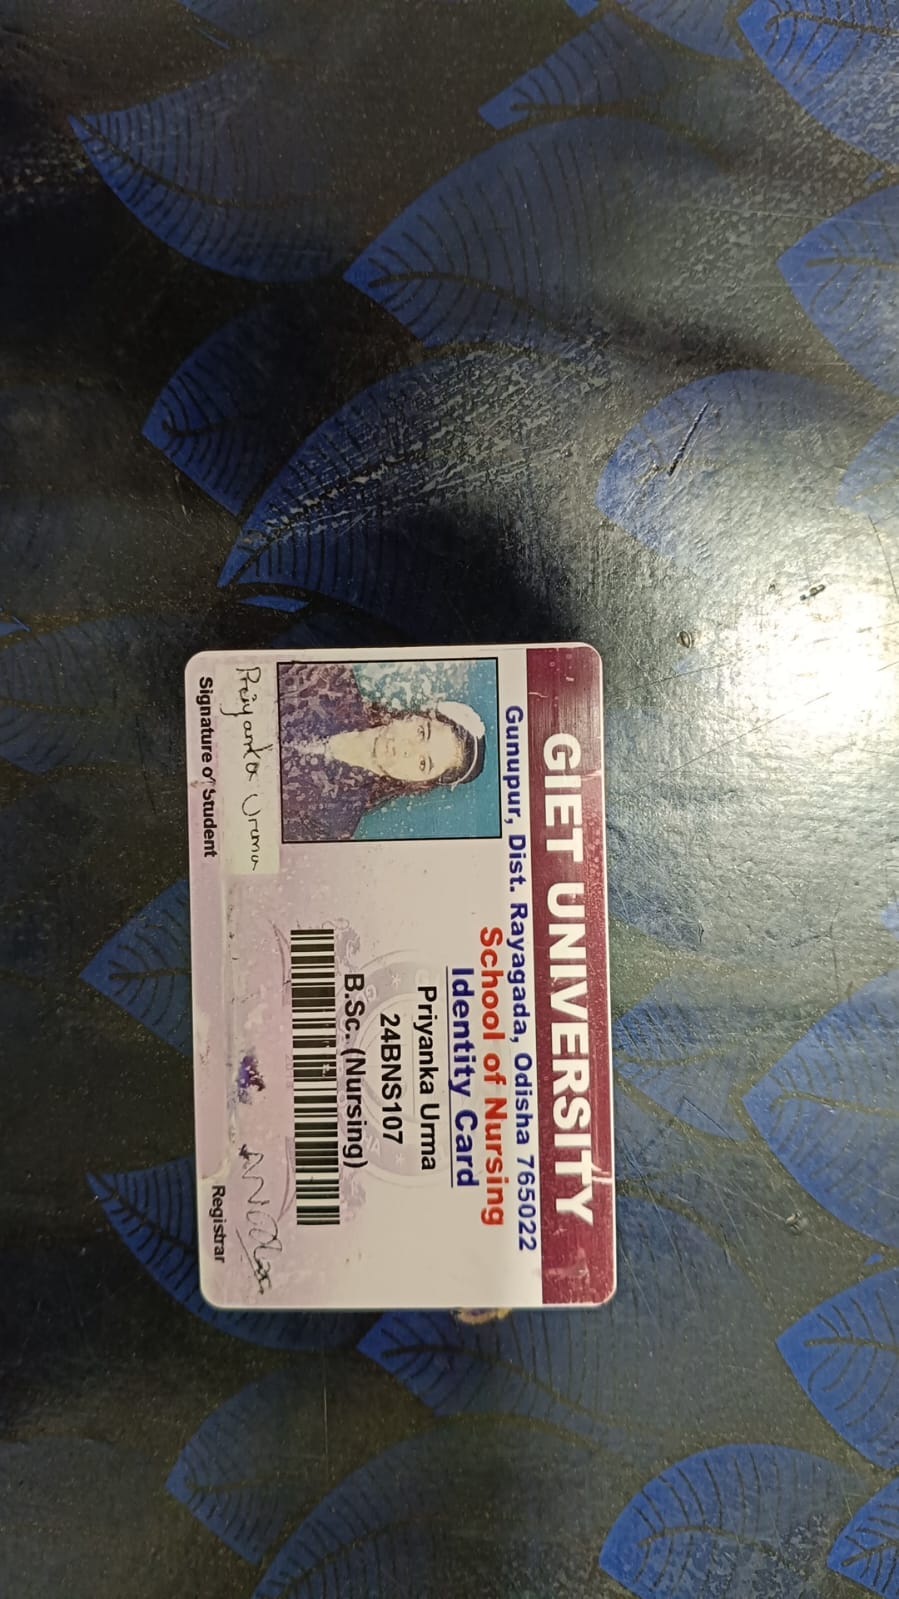 GIET UNIVERSITY
Gunupur, Dist. Rayagada, Odisha 765022
School of Nursing
Identity Card
Priyanka Urma
24BNS107
B.Sc. (Nursing)
Priyanka Urma
Signature of Student
Registrar